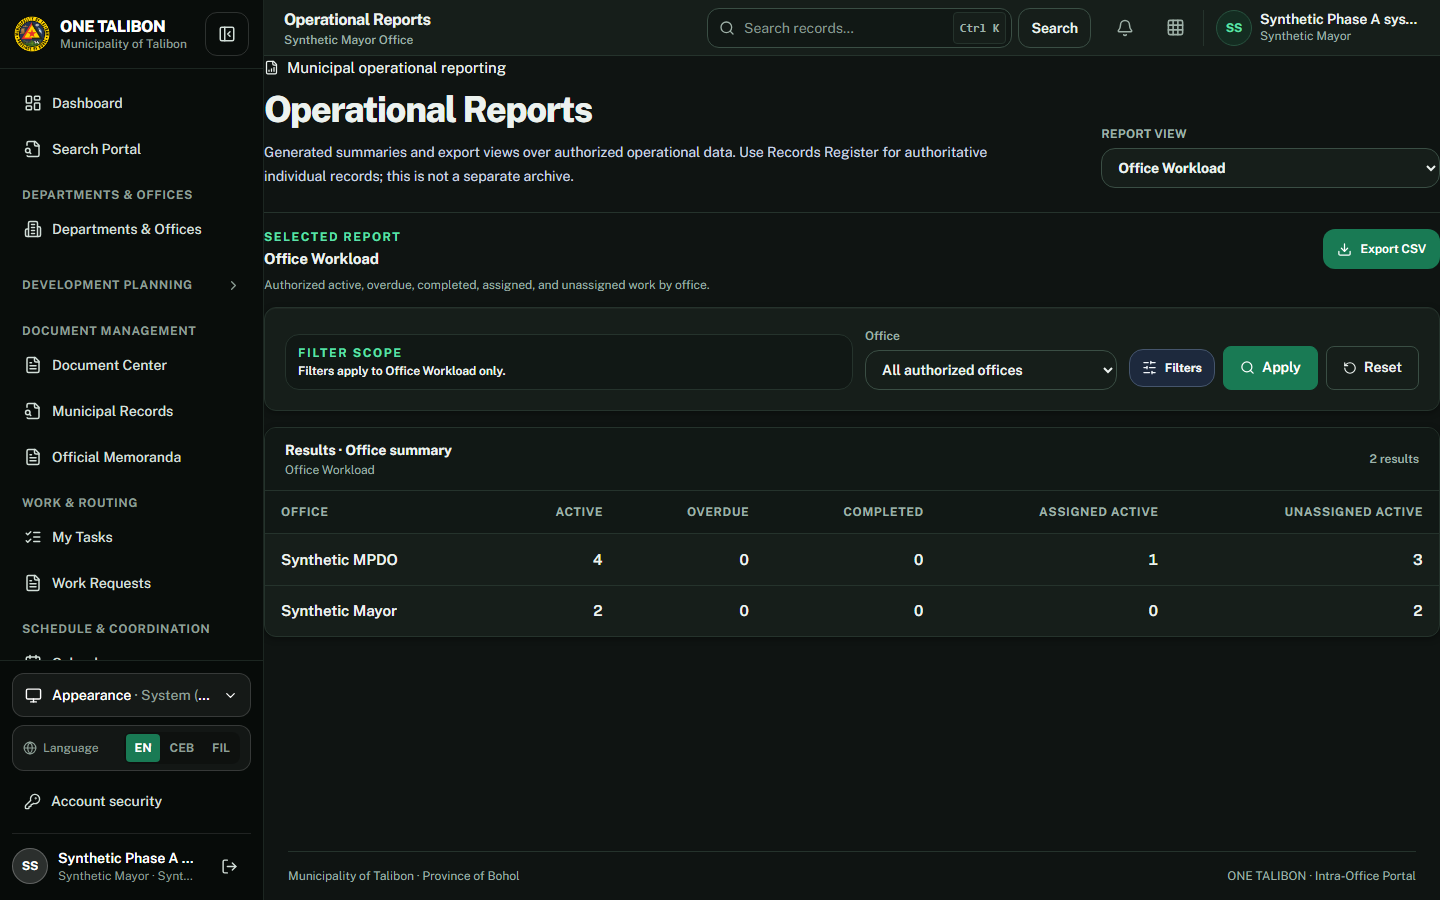 ONE TALIBON
Municipality of Talibon
Dashboard
Search Portal
DEPARTMENTS & OFFICES
Departments & Offices
DEVELOPMENT PLANNING
DOCUMENT MANAGEMENT
Document Center
Municipal Records
Official Memoranda
WORK & ROUTING
My Tasks
Work Requests
SCHEDULE & COORDINATION
Appearance · System (...
Language EN CEB FIL
Account security
SS Synthetic Phase A ...
Synthetic Mayor · Synt...
Operational Reports
Synthetic Mayor Office
Search records... Ctrl K Search
SS Synthetic Phase A sys...
Synthetic Mayor
Municipal operational reporting
Operational Reports
Generated summaries and export views over authorized operational data. Use Records Register for authoritative
individual records; this is not a separate archive.
REPORT VIEW
Office Workload
SELECTED REPORT
Office Workload
Authorized active, overdue, completed, assigned, and unassigned work by office.
Export CSV
FILTER SCOPE
Filters apply to Office Workload only.
Office
All authorized offices Filters Apply Reset
Results · Office summary
Office Workload
2 results
OFFICE ACTIVE OVERDUE COMPLETED ASSIGNED ACTIVE UNASSIGNED ACTIVE
Synthetic MPDO 4 0 0 1 3
Synthetic Mayor 2 0 0 0 2
Municipality of Talibon · Province of Bohol
ONE TALIBON · Intra-Office Portal